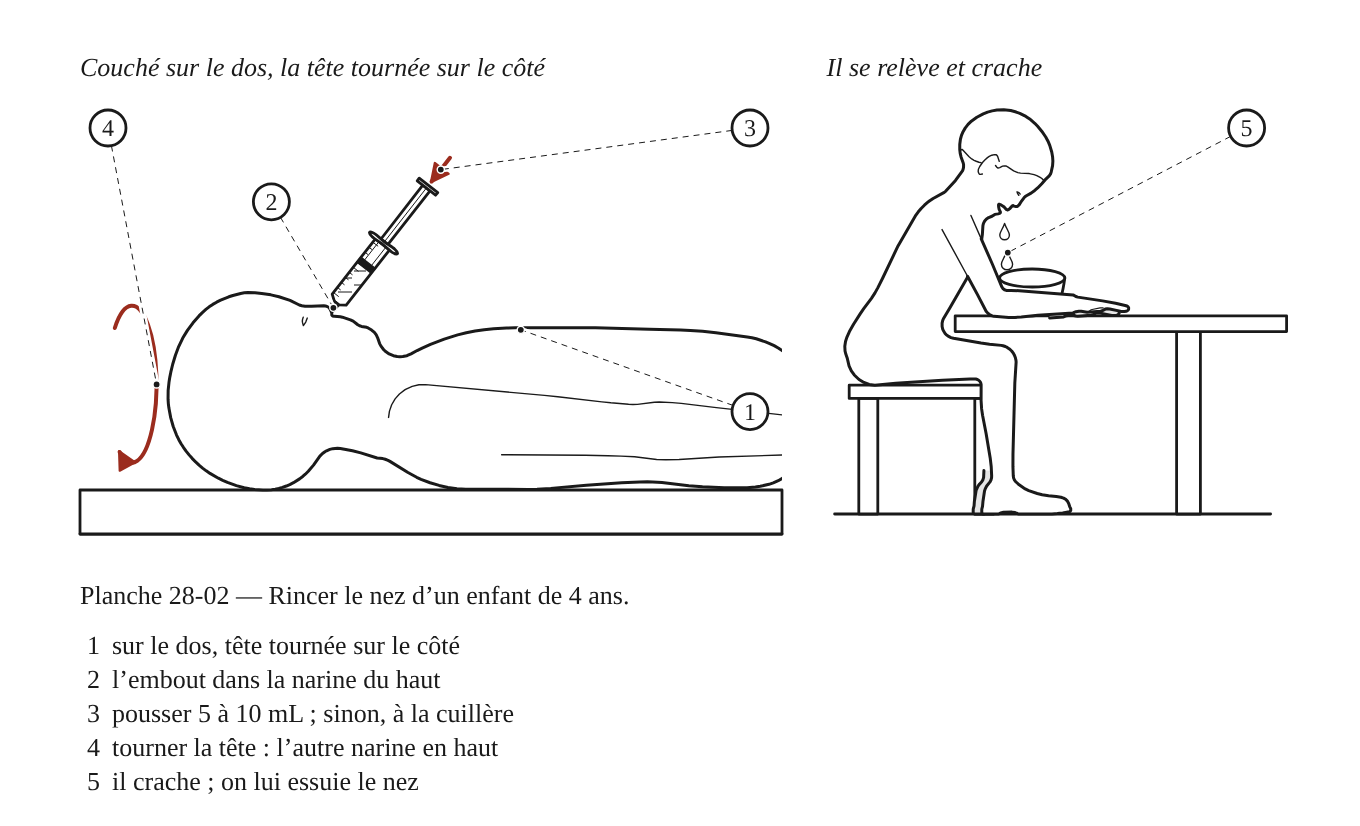 Couché sur le dos, la tête tournée sur le côté
Il se relève et crache
4
3
5
2
1
Planche 28-02 — Rincer le nez d’un enfant de 4 ans.
1 sur le dos, tête tournée sur le côté
2 l’embout dans la narine du haut
3 pousser 5 à 10 mL ; sinon, à la cuillère
4 tourner la tête : l’autre narine en haut
5 il crache ; on lui essuie le nez